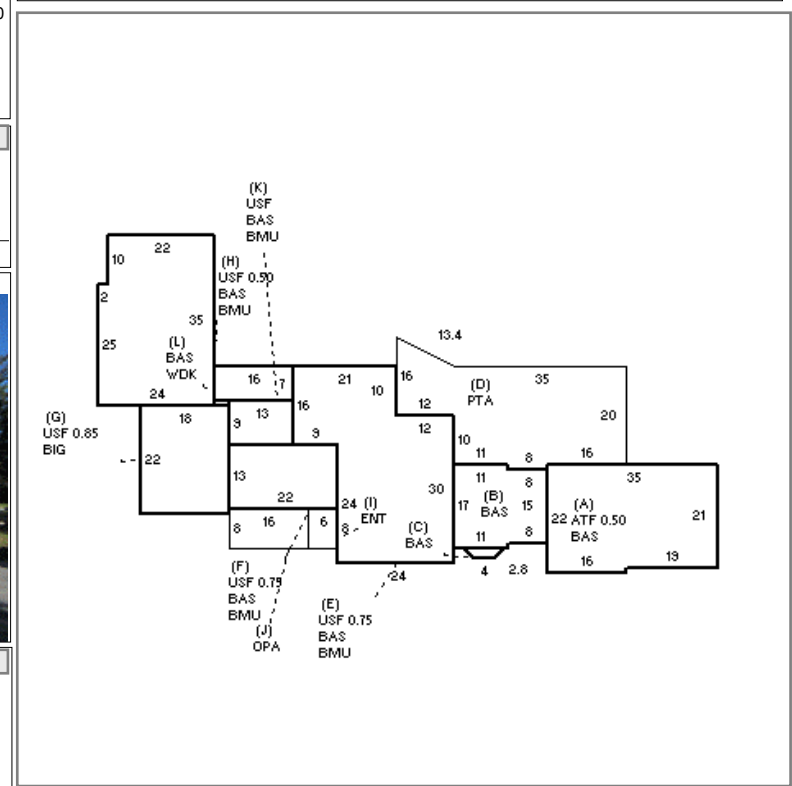 (K)
USF
BAS
BMU
22
10
(H)
USF 0.50
BAS
BMU
2
35
13.4
25
(L)
BAS
WDK
16
7
21
10
16
35
(D)
PTA
24
12
20
(G)
USF 0.85
BIG
18
9
13
16
9
12
10
11
8
16
22
13
22
30
11
8
35
17
(B)
BAS
15
22
(A)
ATF 0.50
BAS
21
24
(I)
ENT
8
16
6
8
(C)
BAS
11
8
4
2.8
16
19
24
(F)
USF 0.75
BAS
BMU
(J)
OPA
(E)
USF 0.75
BAS
BMU